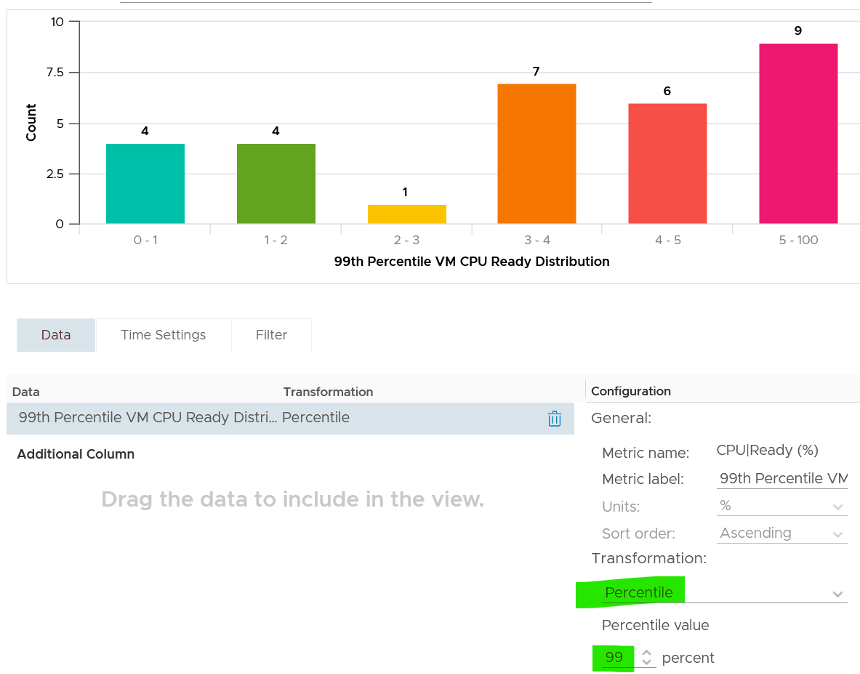 10
9
7.5
7
6
Count
5
4
4
2.5
1
0
0 - 1
1 - 2
2 - 3
3 - 4
4 - 5
5 - 100
99th Percentile VM CPU Ready Distribution
Data
Time Settings
Filter
Data
Transformation
99th Percentile VM CPU Ready Distri...
Percentile
Additional Column
Drag the data to include in the view.
Configuration
General:
Metric name: CPU|Ready (%)
Metric label: 99th Percentile VM
Units: %
Sort order: Ascending
Transformation:
Percentile
Percentile value
99 percent